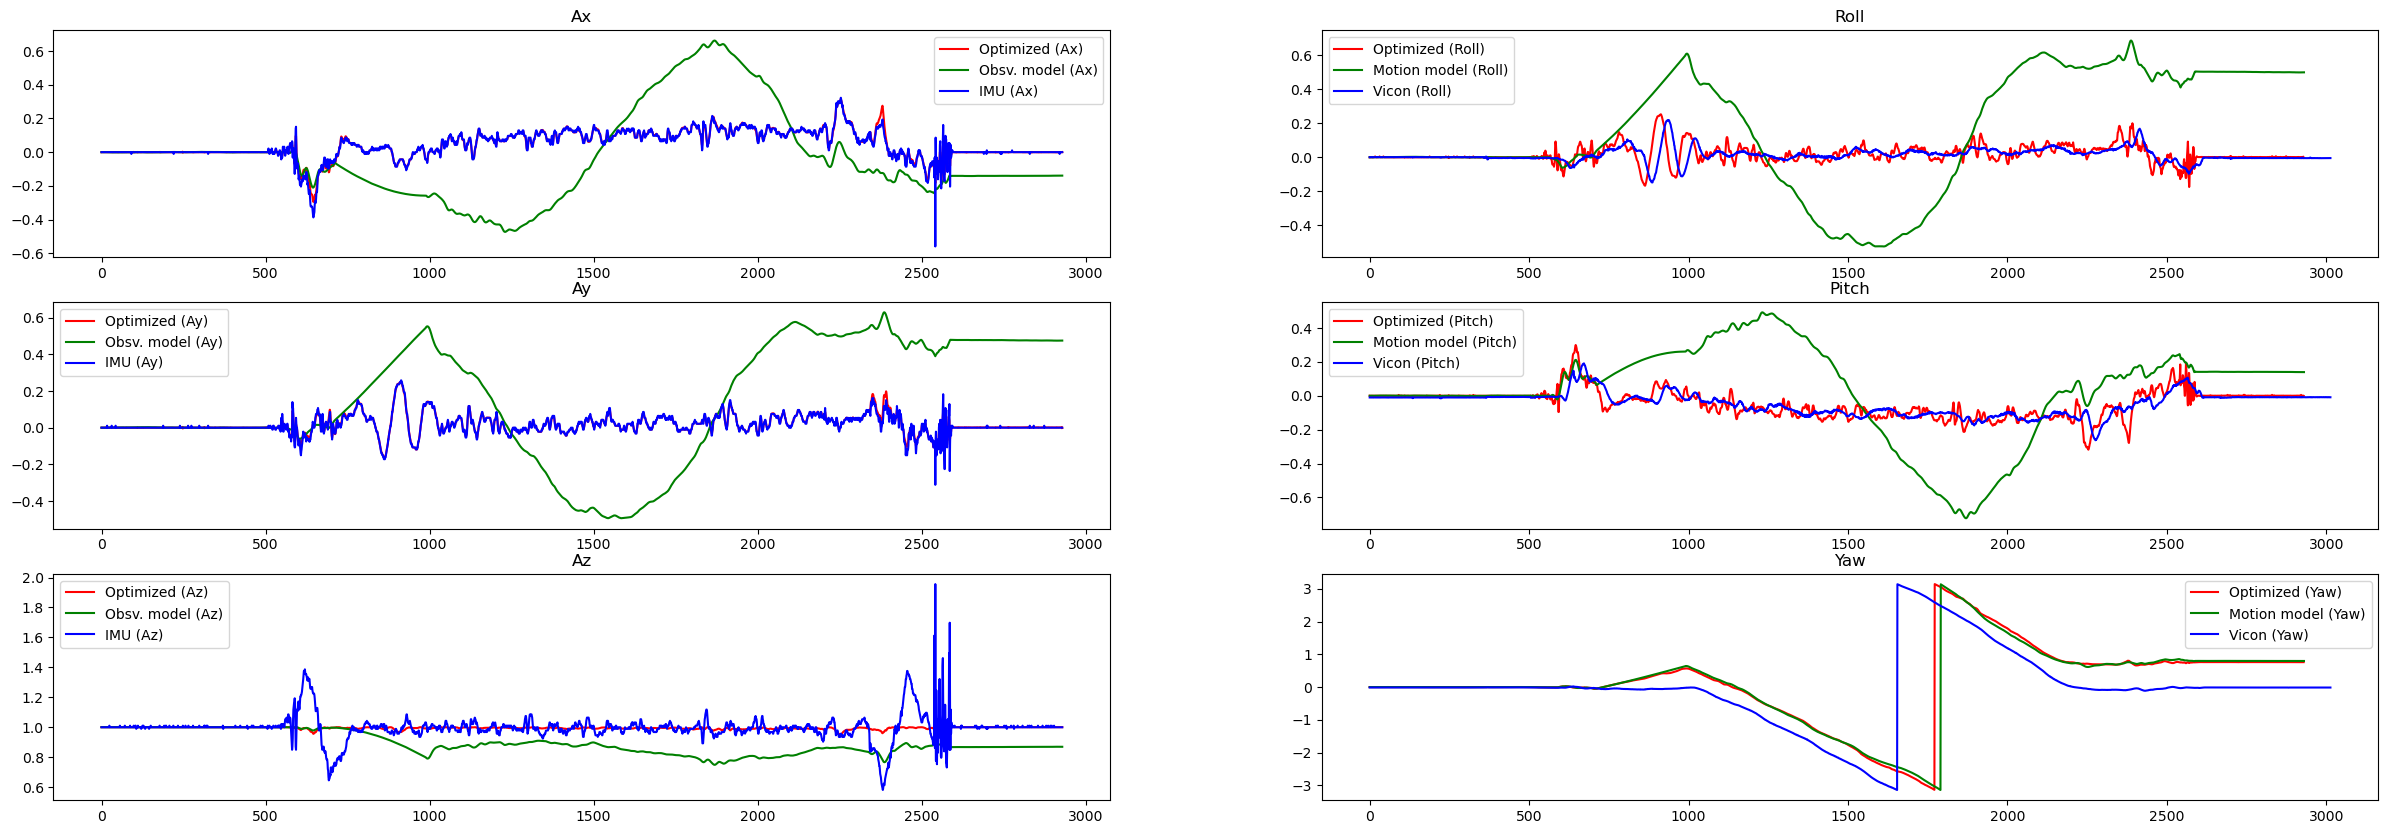 Ax
0.6
0.4
0.2
0.0
−0.2
−0.4
−0.6
Optimized (Ax)
Obsv. model (Ax)
IMU (Ax)
0 500 1000 1500 2000 2500 3000
Roll
0.6
0.4
0.2
0.0
−0.2
−0.4
Optimized (Roll)
Motion model (Roll)
Vicon (Roll)
0 500 1000 1500 2000 2500 3000
Ay
0.6
0.4
0.2
0.0
−0.2
−0.4
Optimized (Ay)
Obsv. model (Ay)
IMU (Ay)
0 500 1000 1500 2000 2500 3000
Pitch
0.4
0.2
0.0
−0.2
−0.4
−0.6
Optimized (Pitch)
Motion model (Pitch)
Vicon (Pitch)
0 500 1000 1500 2000 2500 3000
Az
2.0
1.8
1.6
1.4
1.2
1.0
0.8
0.6
Optimized (Az)
Obsv. model (Az)
IMU (Az)
0 500 1000 1500 2000 2500 3000
Yaw
3
2
1
0
−1
−2
−3
Optimized (Yaw)
Motion model (Yaw)
Vicon (Yaw)
0 500 1000 1500 2000 2500 3000